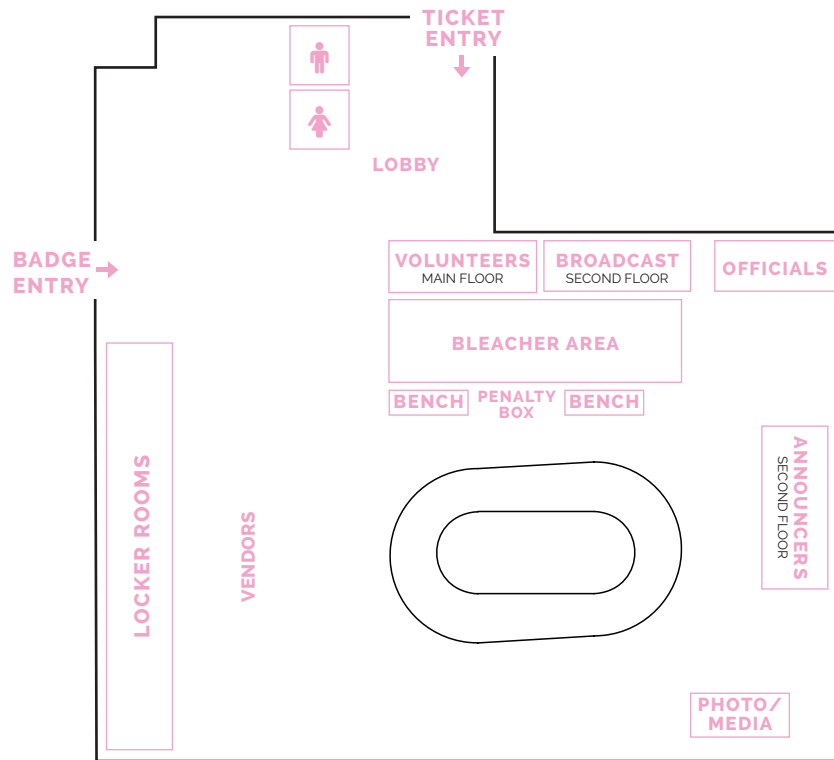 TICKET
ENTRY
LOBBY
BADGE
ENTRY
VOLUNTEERS
MAIN FLOOR
BROADCAST
SECOND FLOOR
OFFICIALS
BLEACHER AREA
BENCH
PENALTY
BOX
BENCH
LOCKER ROOMS
VENDORS
ANNOUNCERS
SECOND FLOOR
PHOTO/
MEDIA